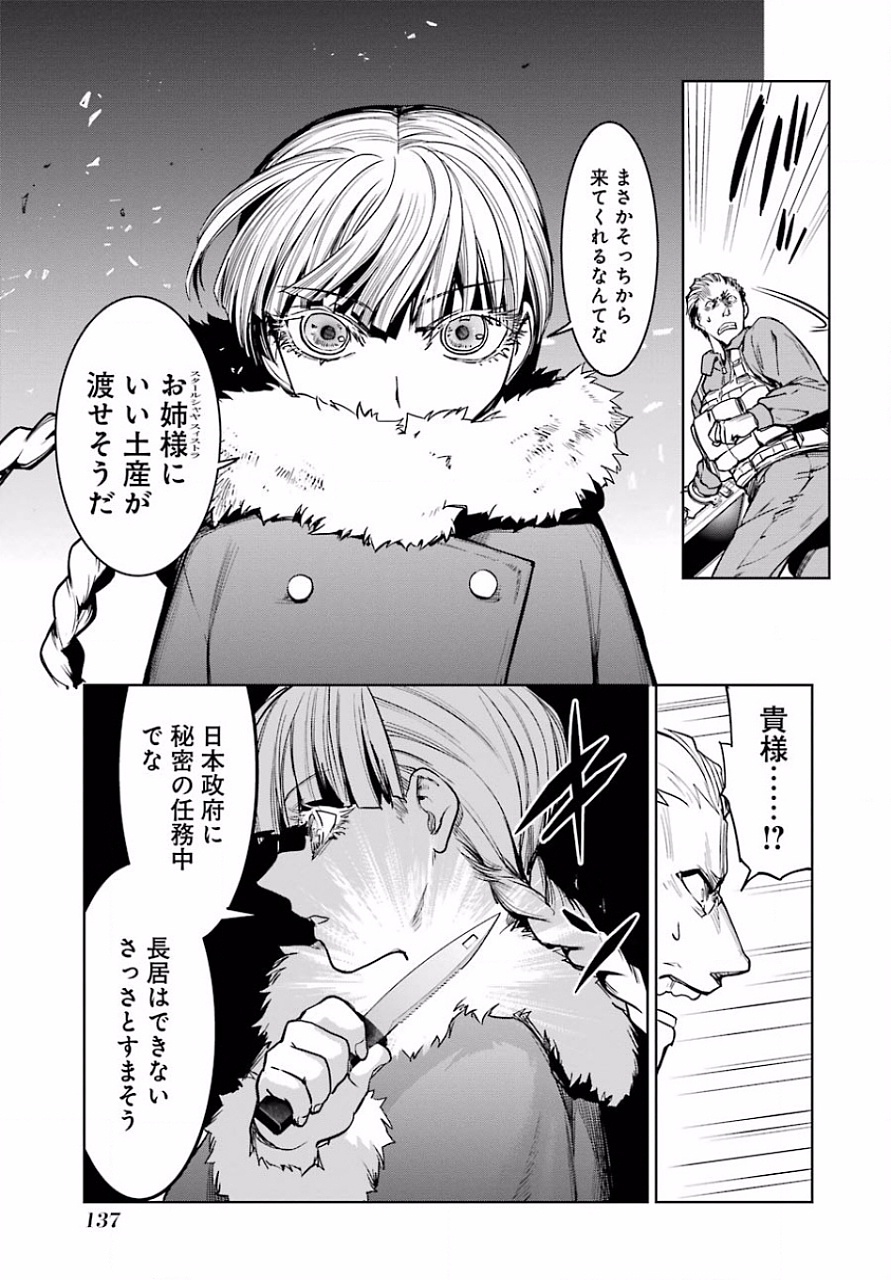 まさかそっちから
来てくれるなんてな
お姉様に
スタールシャヤ スィストラ
いい土産が
渡せそうだ
貴様……!?
日本政府に
秘密の任務中
でな
長居はできない
さっさとすまそう
137